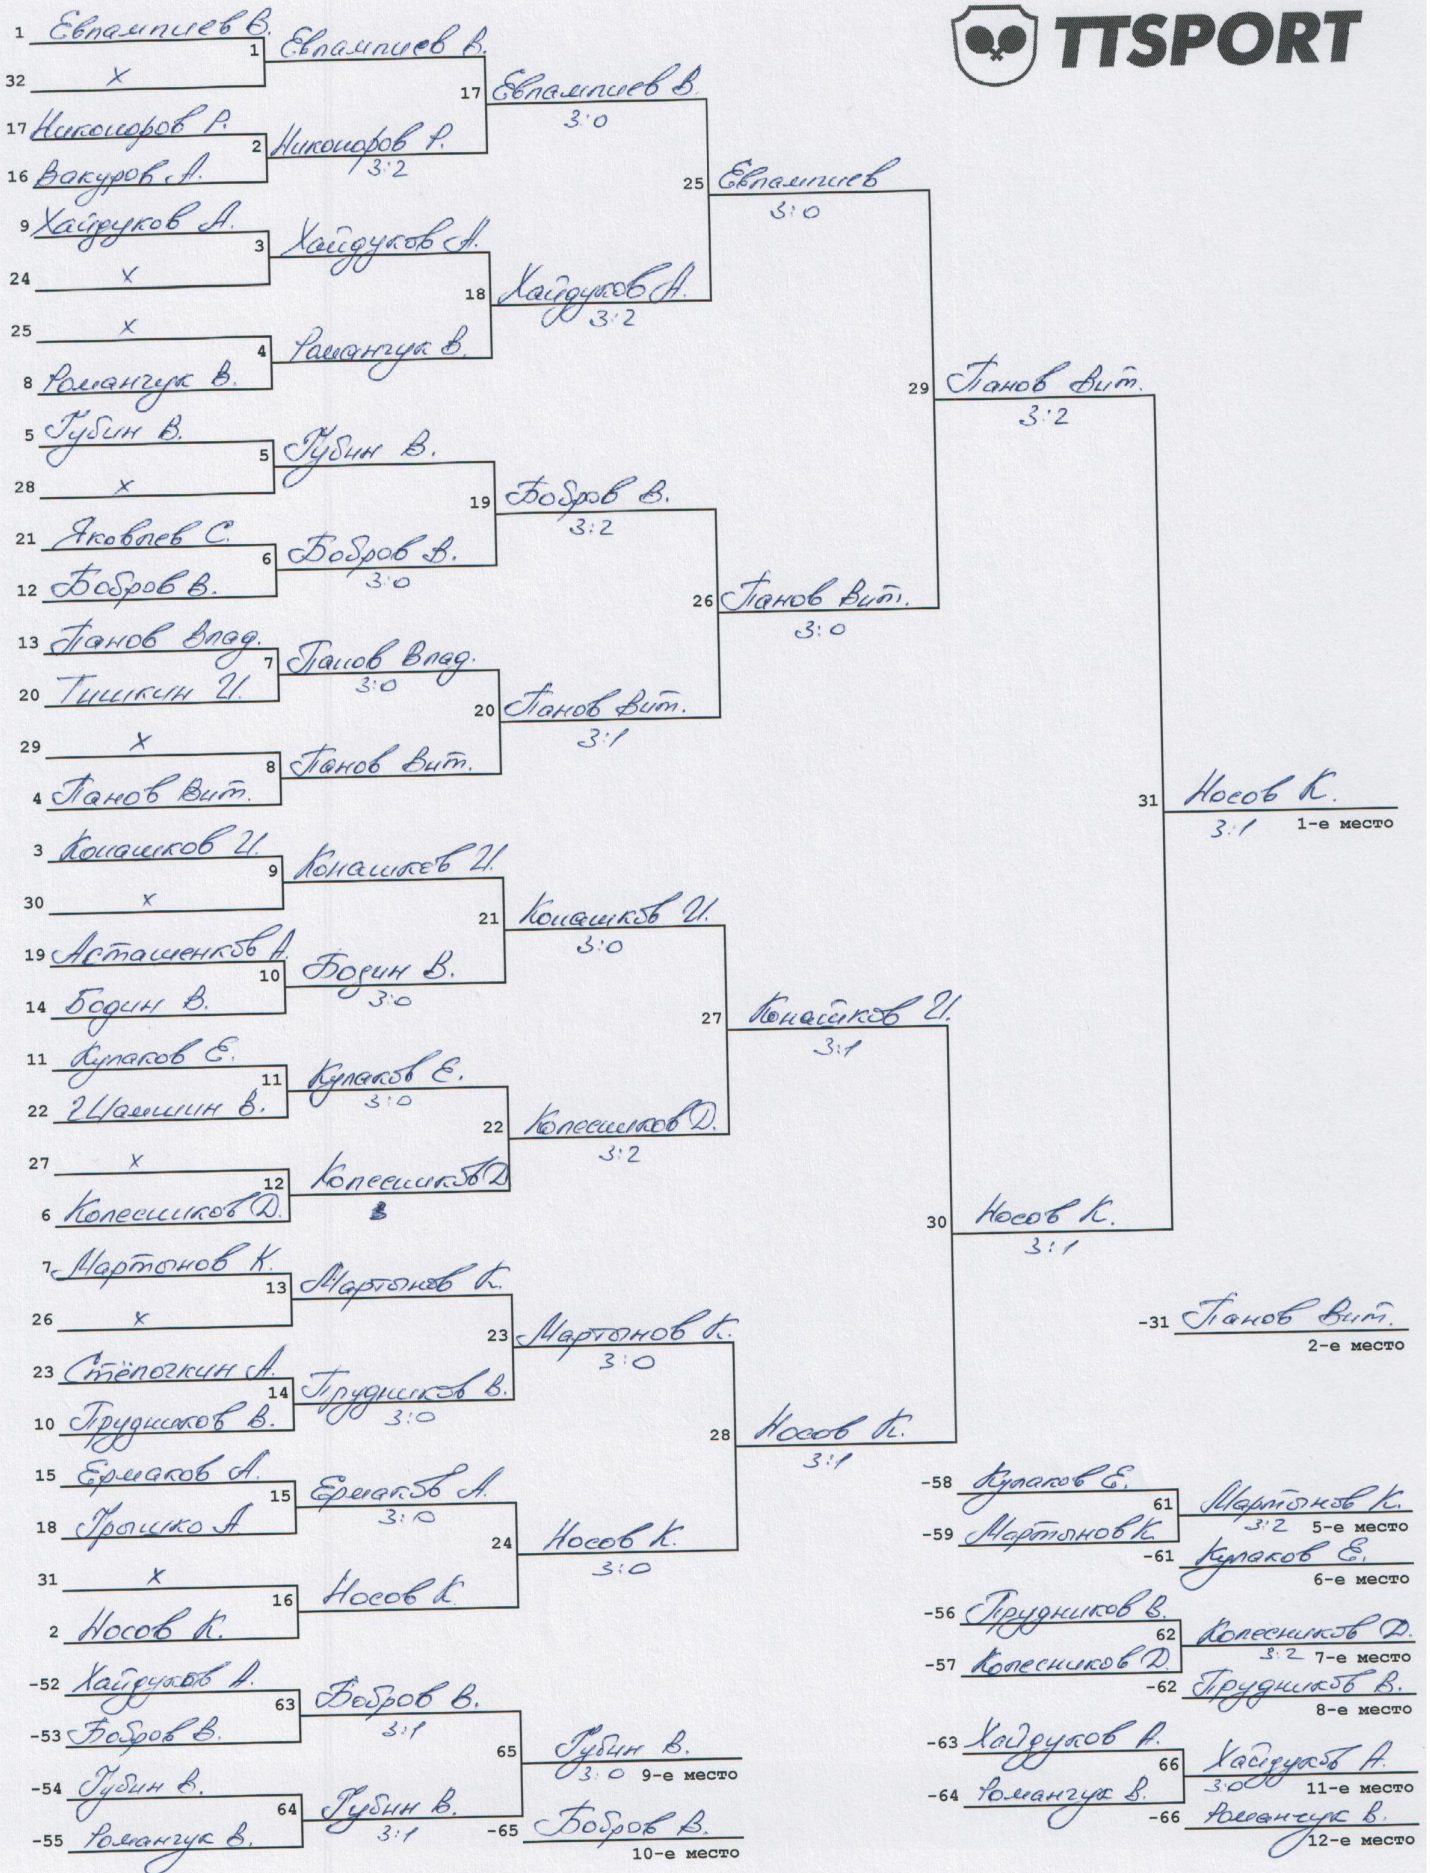 TTSPORT
1 Евлампиев В.
1 Евлампиев В.
32 х
17 Евлампиев В.
3:0
17 Никоноров Р.
2 Никоноров Р.
3:2
16 Вакуров А.
25 Евлампиев
3:0
9 Хайдуков А.
3 Хайдуков А.
24 х
18 Хайдуков А.
3:2
25 х
4 Романчук В.
8 Романчук В.
29 Панов Вит.
3:2
5 Губин В.
5 Губин В.
28 х
19 Бобров В.
3:2
21 Яковлев С.
6 Бобров В.
3:0
12 Бобров В.
26 Панов Вит.
3:0
13 Панов Влад.
7 Панов Влад.
3:0
20 Тишкин И.
20 Панов Вит.
3:1
29 х
8 Панов Вит.
4 Панов Вит.
31 Носов К.
3:1 1-е место
3 Конашков И.
9 Конашков И.
30 х
21 Конашков И.
3:0
19 Асташенков А.
10 Бодин В.
3:0
14 Бодин В.
27 Конашков И.
3:1
11 Кулаков Е.
11 Кулаков Е.
3:0
22 Шамшин В.
22 Колесников Д.
3:2
27 х
12 Колесников Д
6 Колесников Д.
30 Носов К.
3:1
7 Мартынов К.
13 Мартынов К.
26 х
-31 Панов Вит.
2-е место
23 Мартынов К.
3:0
23 Стёпочкин А.
14 Прудников В.
3:0
10 Прудников В.
28 Носов К.
3:1
15 Ермаков А.
15 Ермаков А.
3:0
18 Грышко А
24 Носов К.
3:0
31 х
16 Носов К
2 Носов К.
-58 Кулаков Е.
61 Мартынов К.
3:2 5-е место
-59 Мартынов К
-61 Кулаков Е.
6-е место
-56 Прудников В.
62 Колесников Д.
3:2 7-е место
-57 Колесников Д.
-62 Прудников В.
8-е место
-52 Хайдуков А.
63 Бобров В.
3:1
-53 Бобров В.
65 Губин В.
3:0 9-е место
-54 Губин В.
64 Губин В.
3:1
-55 Романчук В.
-65 Бобров В.
10-е место
-63 Хайдуков А.
66 Хайдуков А.
3:0 11-е место
-64 Романчук В.
-66 Романчук В.
12-е место